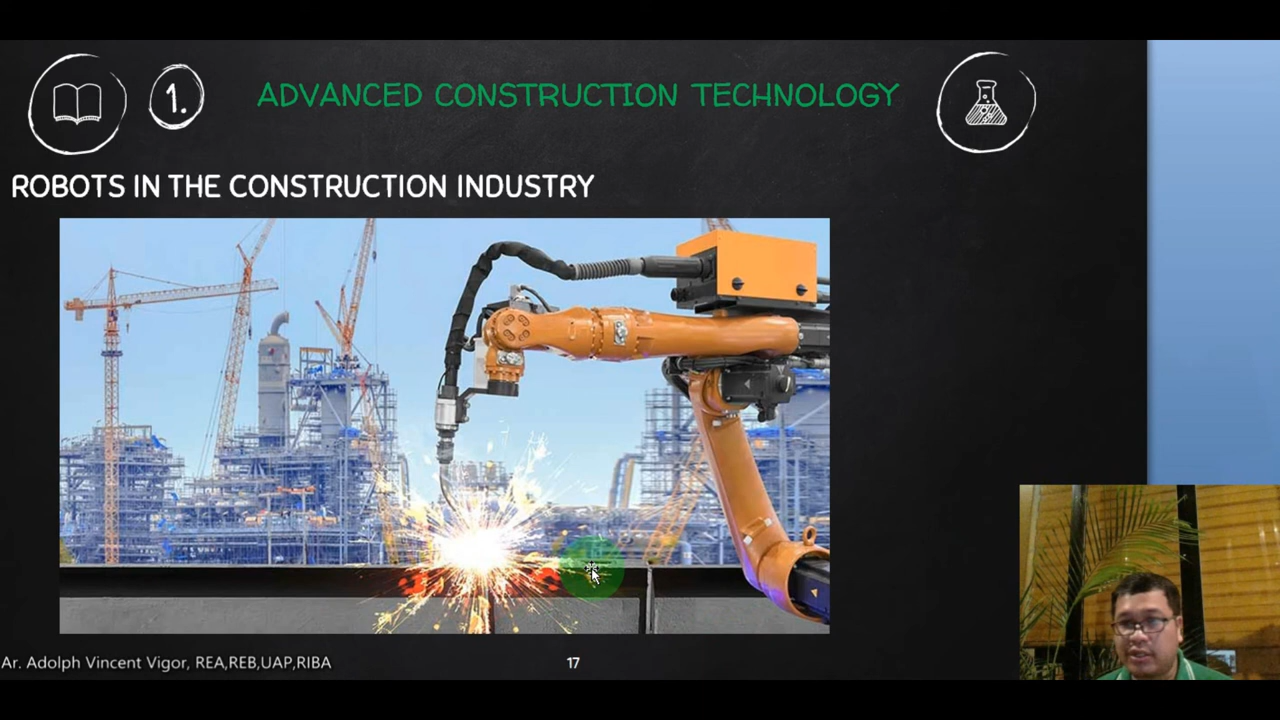 1.
ADVANCED CONSTRUCTION TECHNOLOGY
ROBOTS IN THE CONSTRUCTION INDUSTRY
Ar. Adolph Vincent Vigor, REA,REB,UAP,RIBA
17